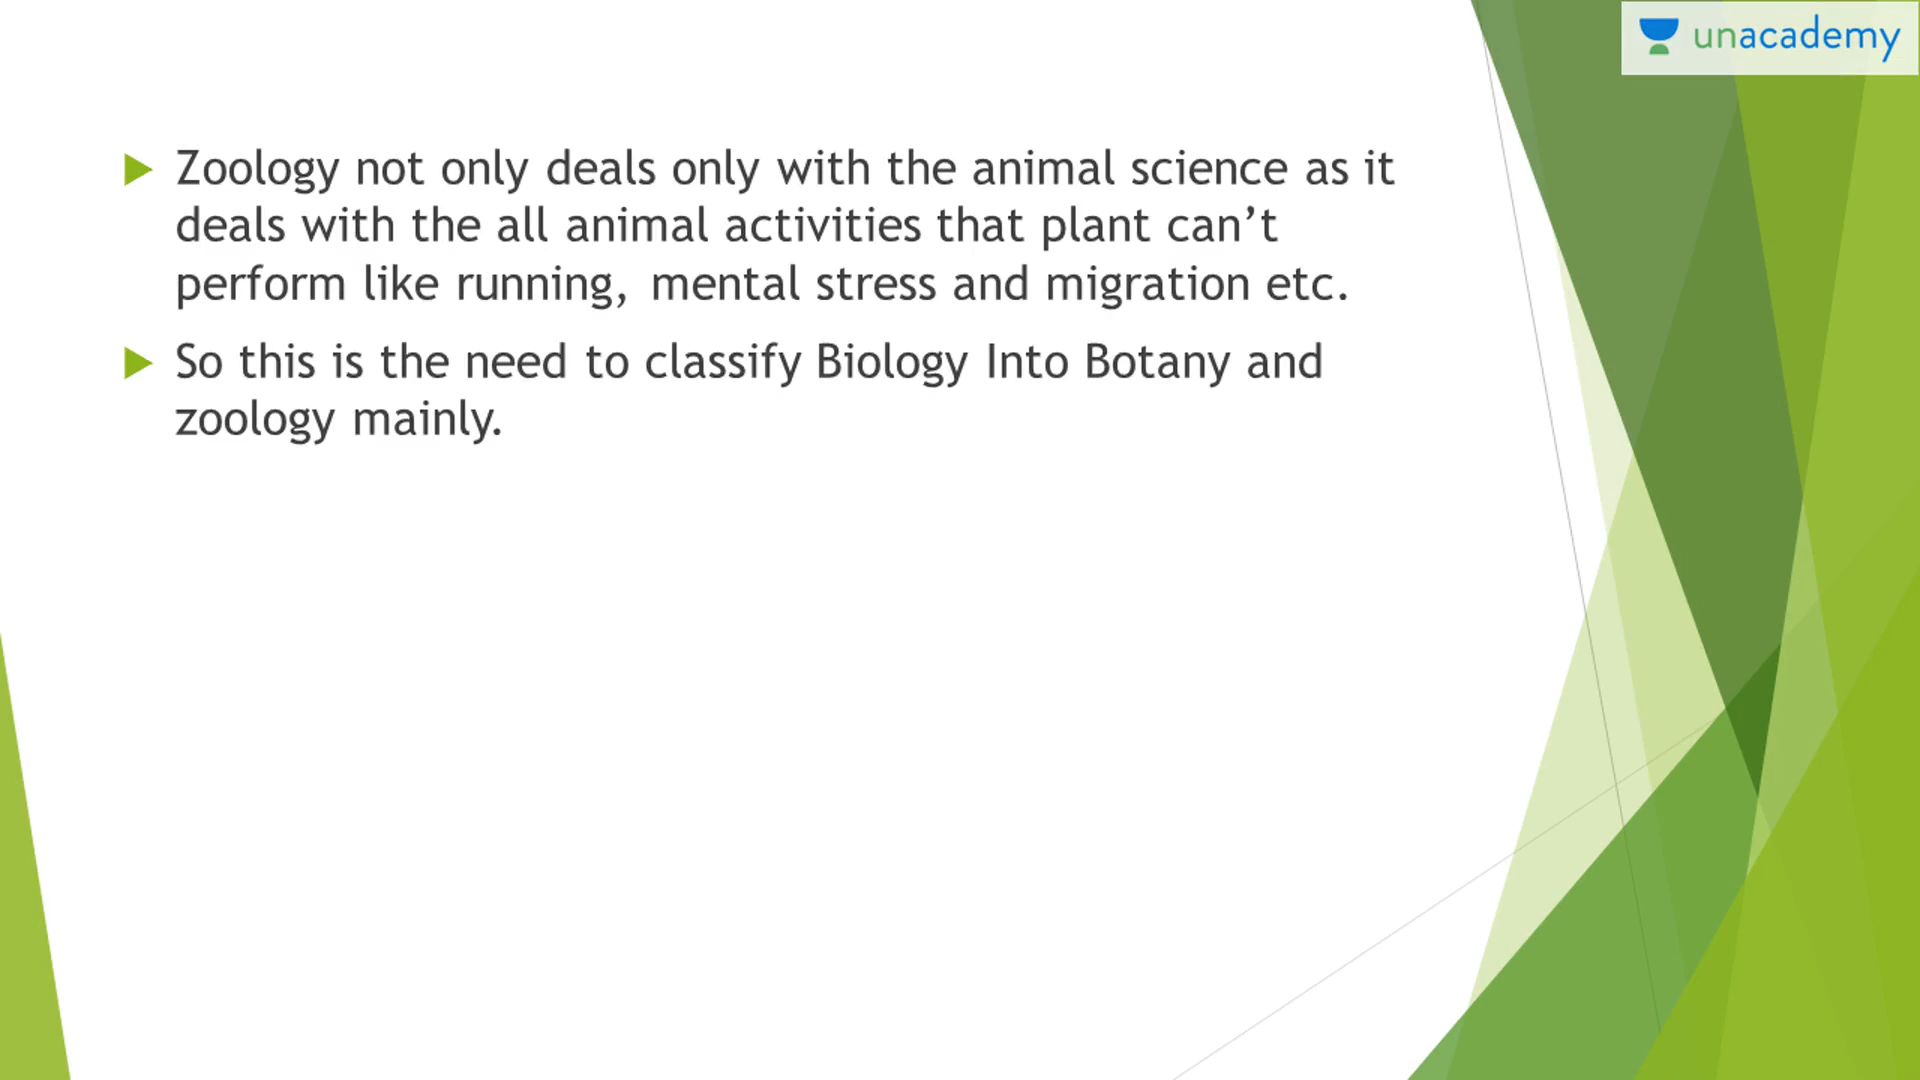 unacademy
Zoology not only deals only with the animal science as it
deals with the all animal activities that plant can’t
perform like running, mental stress and migration etc.
So this is the need to classify Biology Into Botany and
zoology mainly.